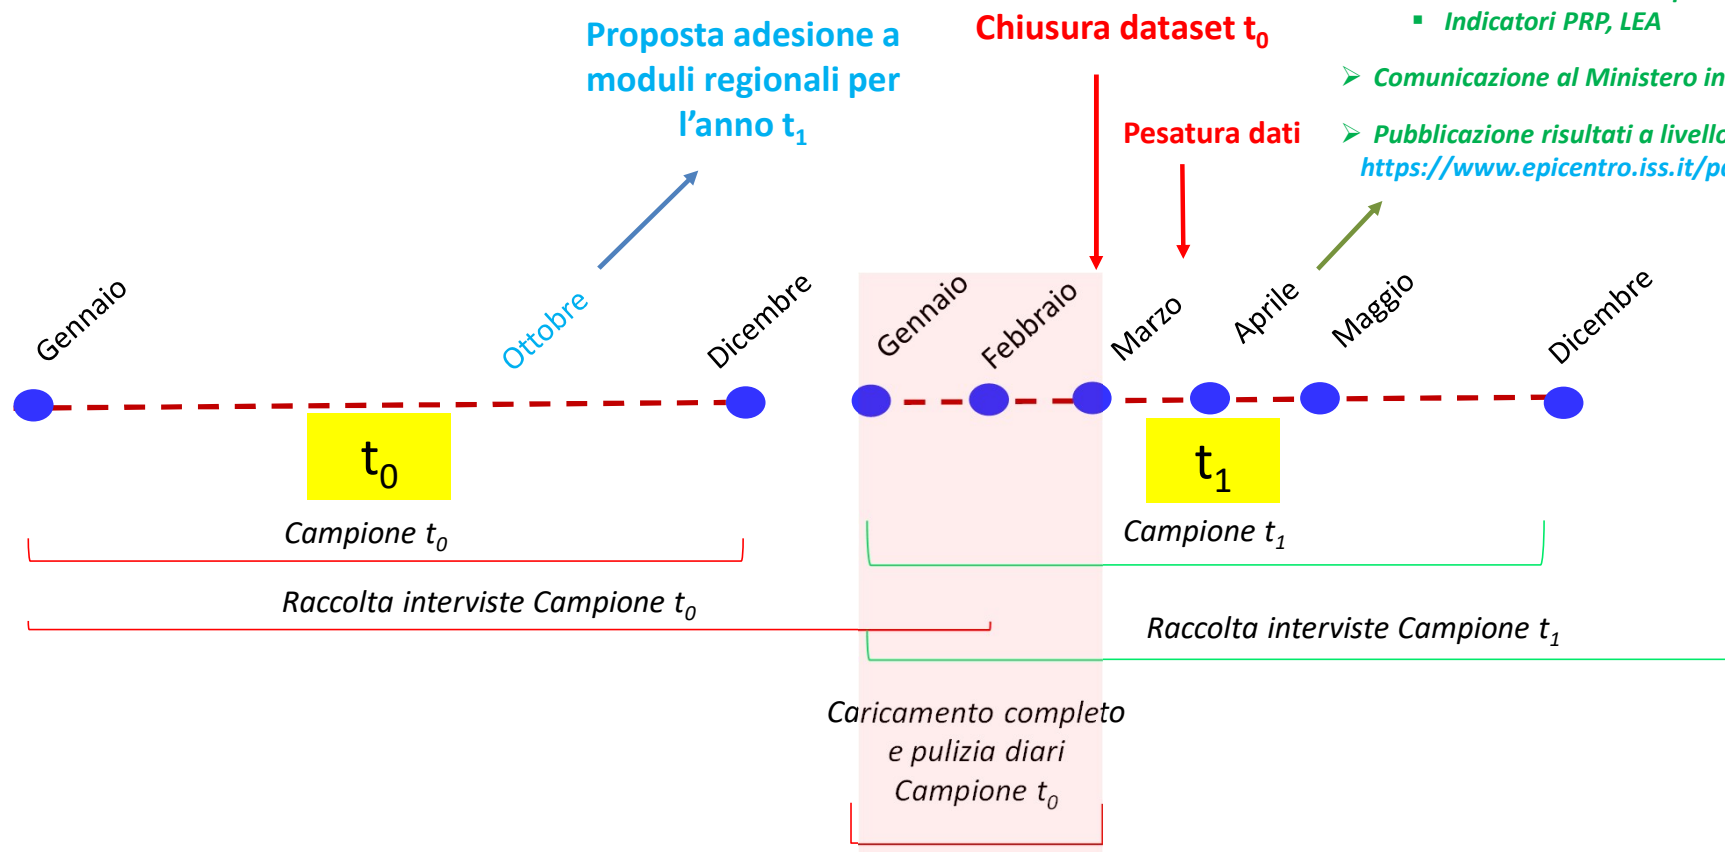 Proposta adesione a
moduli regionali per
l’anno t1
Chiusura dataset t0
Pesatura dati
▪ Indicatori PRP, LEA
➢ Comunicazione al Ministero in
➢ Pubblicazione risultati a livello
https://www.epicentro.iss.it/pa
Gennaio
Ottobre
Dicembre
Gennaio
Febbraio
Marzo
Aprile
Maggio
Dicembre
t0
t1
Campione t0
Campione t1
Raccolta interviste Campione t0
Raccolta interviste Campione t1
Caricamento completo
e pulizia diari
Campione t0